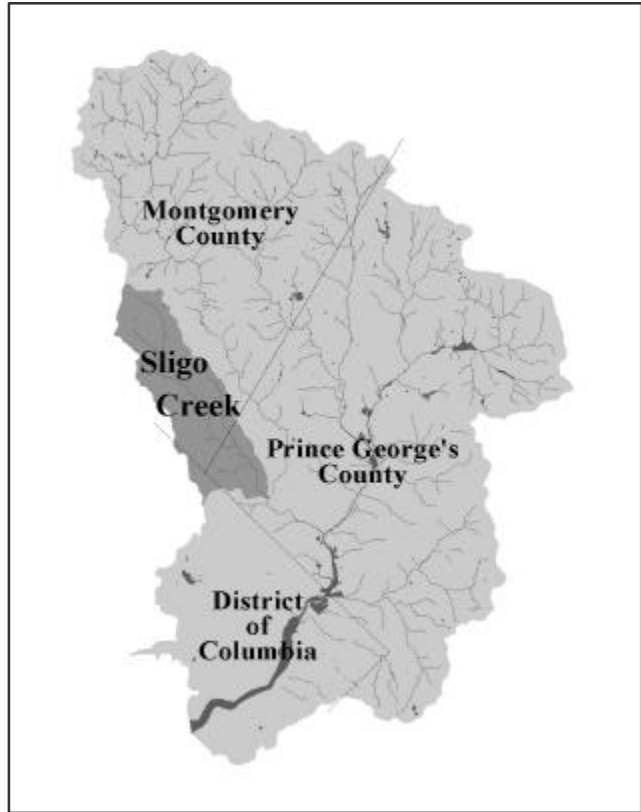 Montgomery
County
Sligo
Creek
Prince George's
County
District
of
Columbia